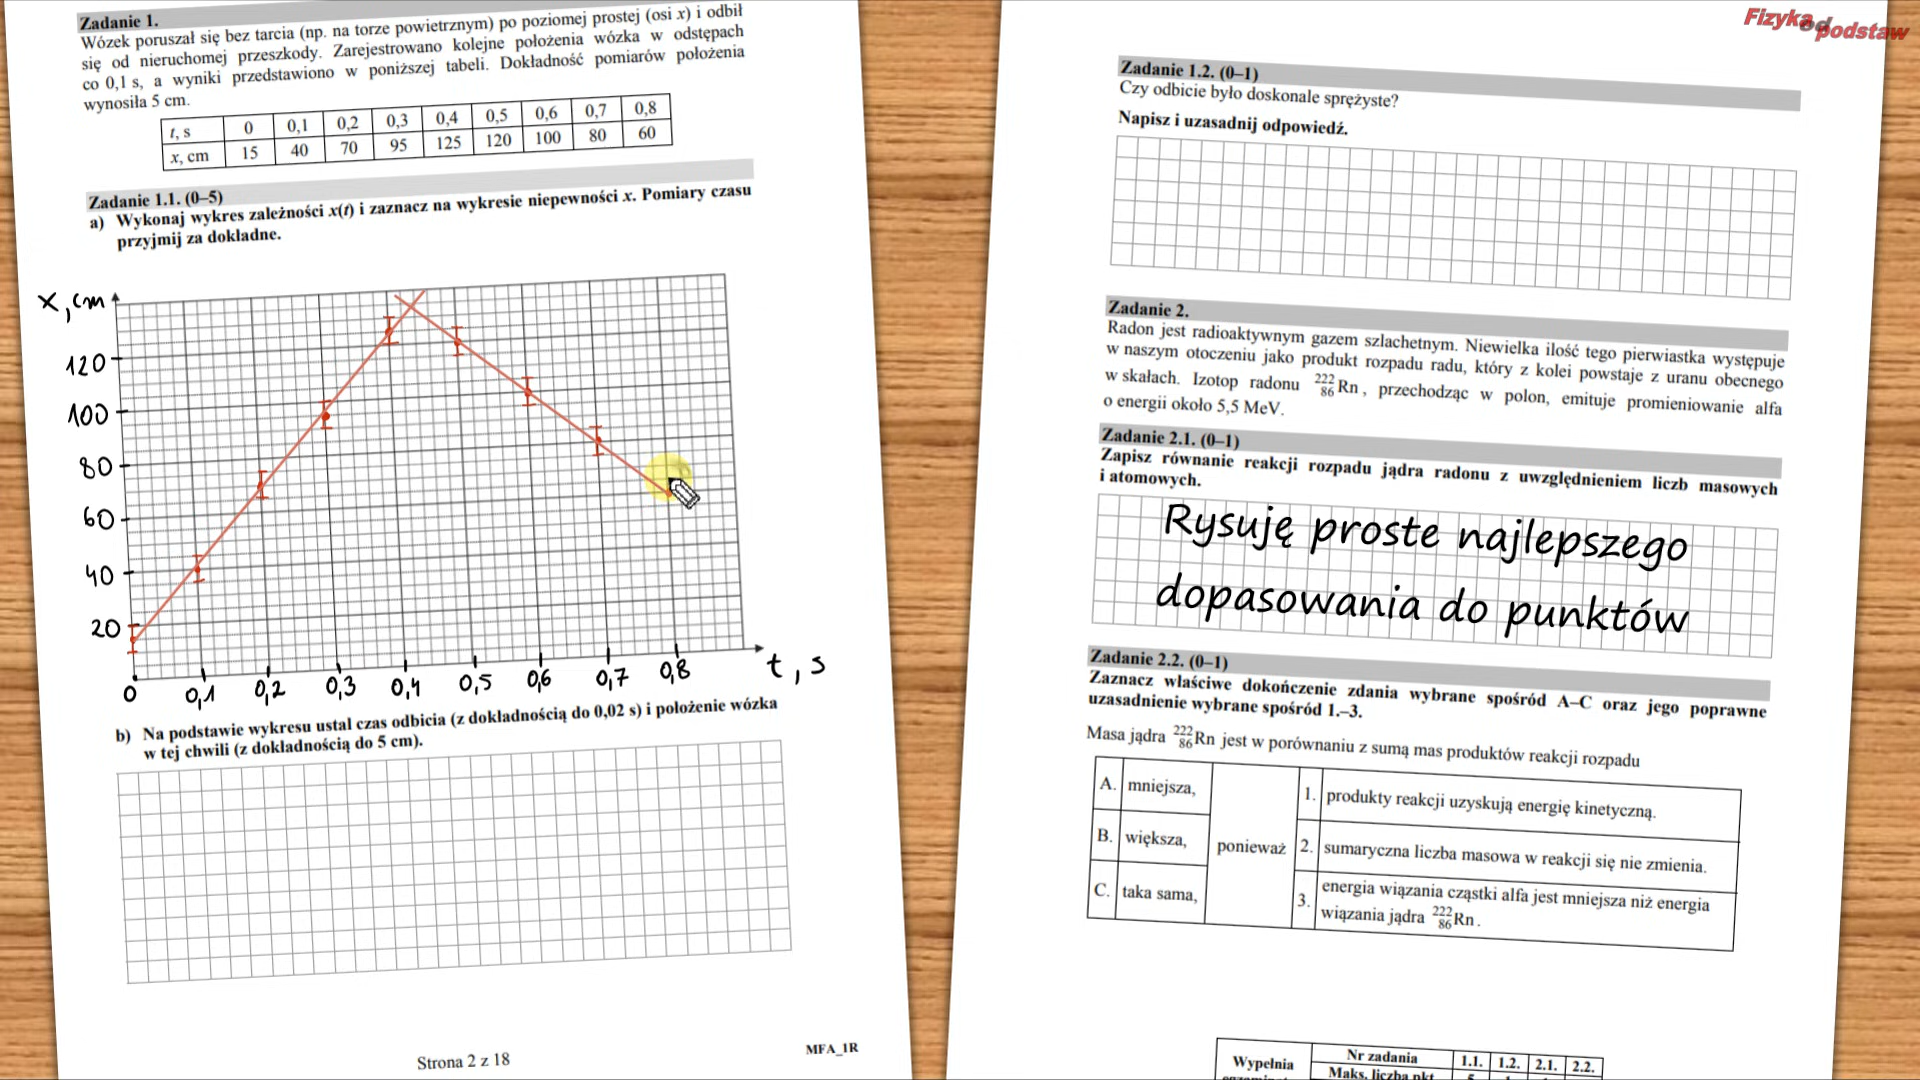 Zadanie 1.
Wózek poruszał się bez tarcia (np. na torze powietrznym) po poziomej prostej (osi x) i odbił
się od nieruchomej przeszkody. Zarejestrowano kolejne położenia wózka w odstępach
co 0,1 s, a wyniki przedstawiono w poniższej tabeli. Dokładność pomiarów położenia
wynosiła 5 cm.
t, s 0 0,1 0,2 0,3 0,4 0,5 0,6 0,7 0,8
x, cm 15 40 70 95 125 120 100 80 60
Zadanie 1.1. (0–5)
a) Wykonaj wykres zależności x(t) i zaznacz na wykresie niepewności x. Pomiary czasu
przyjmij za dokładne.
x, cm
120
100
80
60
40
20
0 0,1 0,2 0,3 0,4 0,5 0,6 0,7 0,8 t, s
b) Na podstawie wykresu ustal czas odbicia (z dokładnością do 0,02 s) i położenie wózka
w tej chwili (z dokładnością do 5 cm).
Strona 2 z 18
MFA_1R
Fizyka od podstaw
Zadanie 1.2. (0–1)
Czy odbicie było doskonale sprężyste?
Napisz i uzasadnij odpowiedź.
Zadanie 2.
Radon jest radioaktywnym gazem szlachetnym. Niewielka ilość tego pierwiastka występuje
w naszym otoczeniu jako produkt rozpadu radu, który z kolei powstaje z uranu obecnego
w skałach. Izotop radonu 222 86 Rn, przechodząc w polon, emituje promieniowanie alfa
o energii około 5,5 MeV.
Zadanie 2.1. (0–1)
Zapisz równanie reakcji rozpadu jądra radonu z uwzględnieniem liczb masowych
i atomowych.
Rysuję proste najlepszego
dopasowania do punktów
Zadanie 2.2. (0–1)
Zaznacz właściwe dokończenie zdania wybrane spośród A–C oraz jego poprawne
uzasadnienie wybrane spośród 1.–3.
Masa jądra 222 86 Rn jest w porównaniu z sumą mas produktów reakcji rozpadu
A. mniejsza,
B. większa,
C. taka sama,
ponieważ
1. produkty reakcji uzyskują energię kinetyczną.
2. sumaryczna liczba masowa w reakcji się nie zmienia.
3. energia wiązania cząstki alfa jest mniejsza niż energia
wiązania jądra 222 86 Rn.
Wypełnia
Nr zadania 1.1. 1.2. 2.1. 2.2.
Maks. liczba pkt